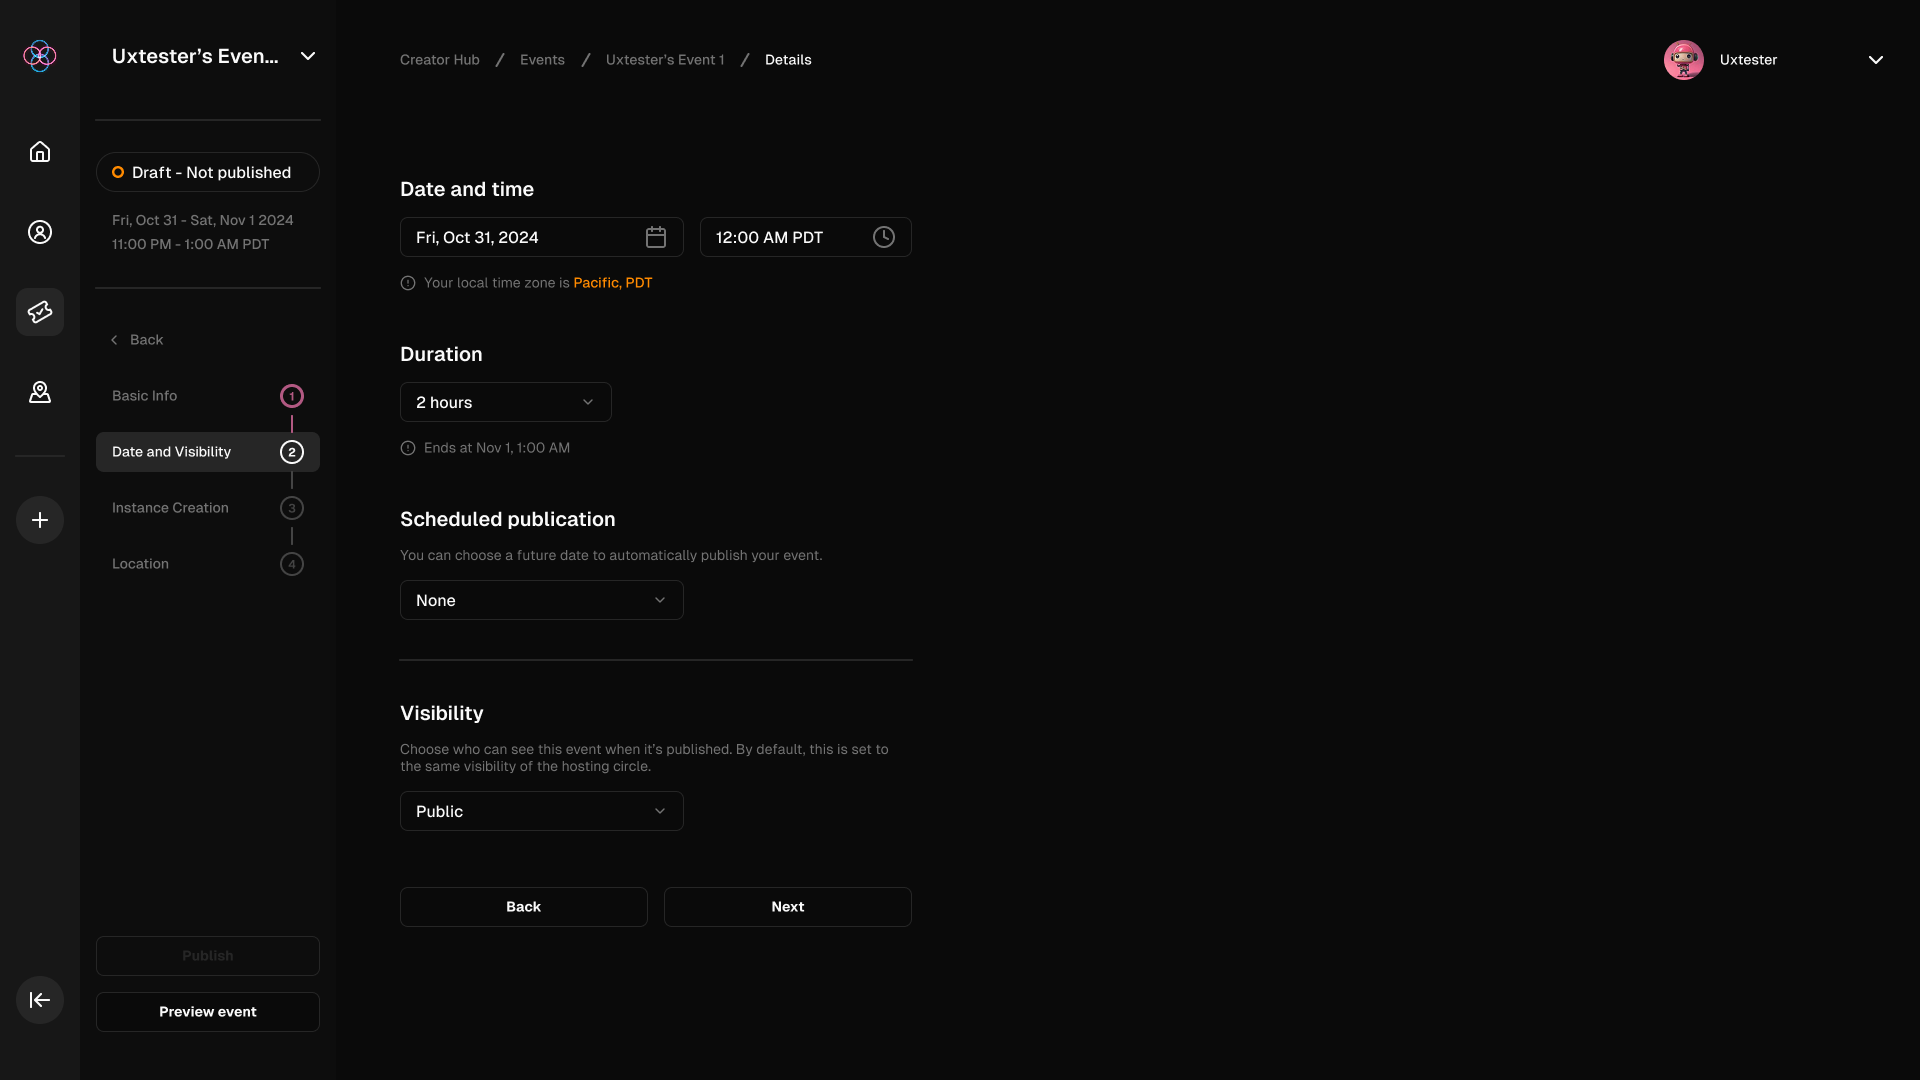 Uxtester’s Even...
Creator Hub / Events / Uxtester’s Event 1 / Details
Uxtester
Draft - Not published
Fri, Oct 31 - Sat, Nov 1 2024
11:00 PM - 1:00 AM PDT
Back
Basic Info 1
Date and Visibility 2
Instance Creation 3
Location 4
Publish
Preview event
Date and time
Fri, Oct 31, 2024
12:00 AM PDT
Your local time zone is Pacific, PDT
Duration
2 hours
Ends at Nov 1, 1:00 AM
Scheduled publication
You can choose a future date to automatically publish your event.
None
Visibility
Choose who can see this event when it’s published. By default, this is set to
the same visibility of the hosting circle.
Public
Back
Next